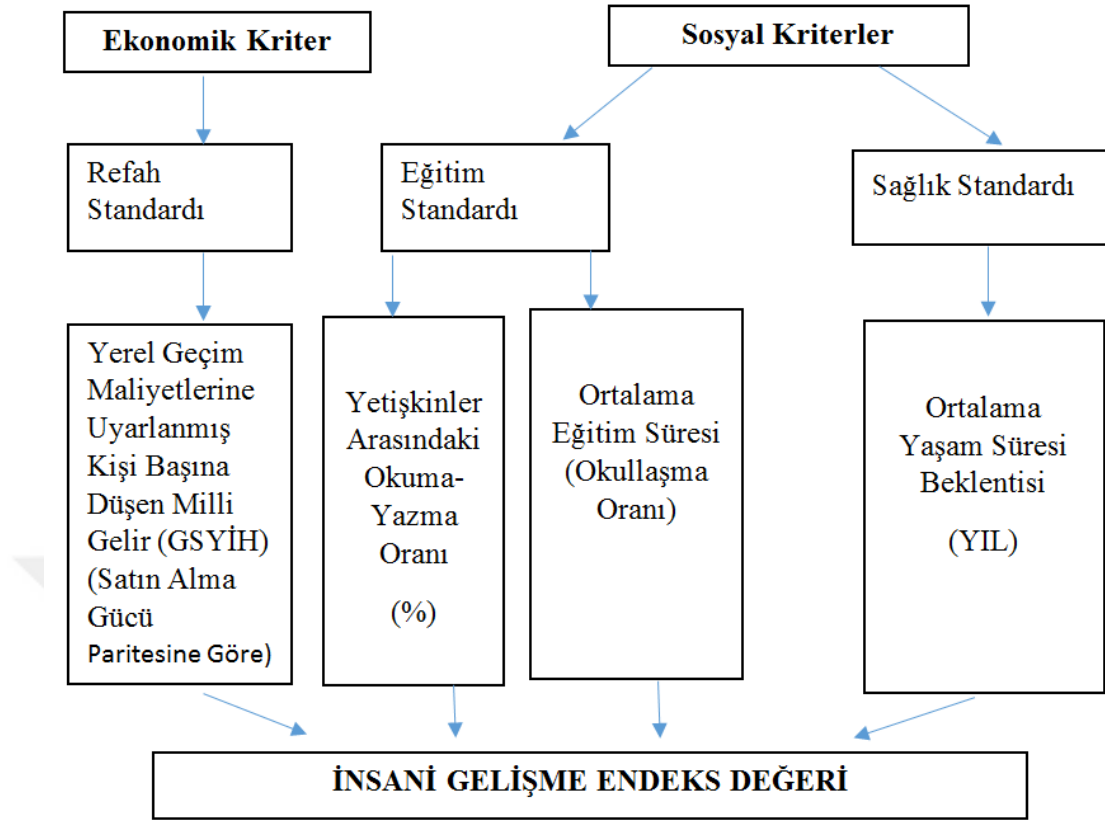 Ekonomik Kriter
Sosyal Kriterler
Refah
Standardı
Eğitim
Standardı
Sağlık Standardı
Yerel Geçim
Maliyetlerine
Uyarlanmış
Kişi Başına
Düşen Milli
Gelir (GSYİH)
(Satın Alma
Gücü
Paritesine Göre)
Yetişkinler
Arasındaki
Okuma-
Yazma
Oranı
(%)
Ortalama
Eğitim Süresi
(Okullaşma
Oranı)
Ortalama
Yaşam Süresi
Beklentisi
(YIL)
İNSANİ GELİŞME ENDEKS DEĞERİ